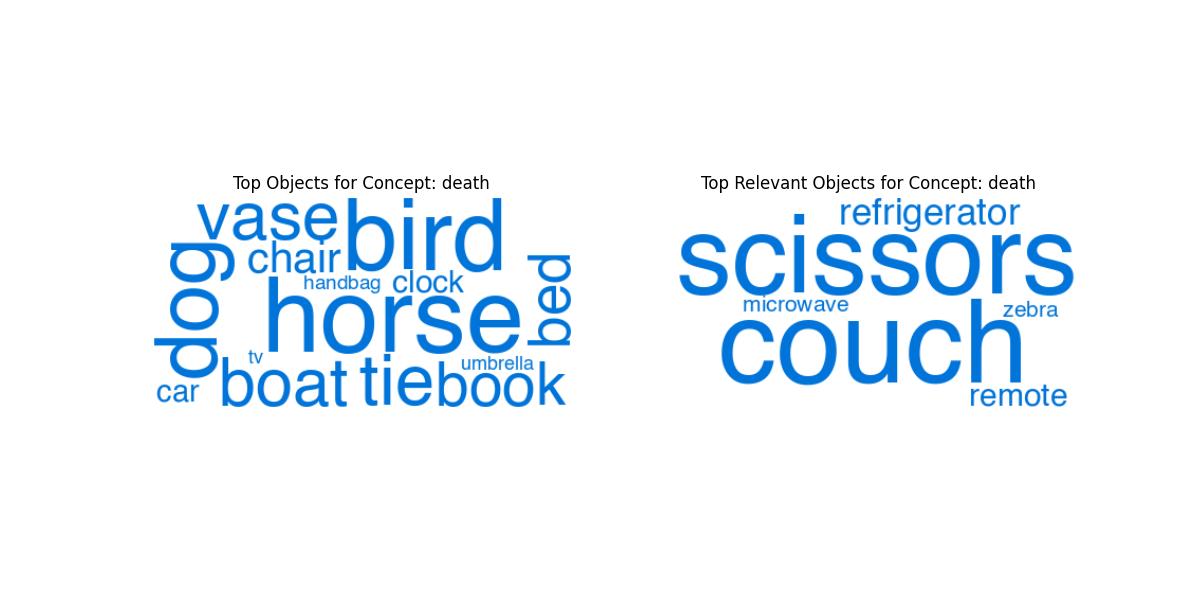 Top Objects for Concept: death
vase
bird
chair
dog
handbag
clock
bed
horse
tv
umbrella
car
boat
tie
book
Top Relevant Objects for Concept: death
refrigerator
scissors
microwave
zebra
couch
remote